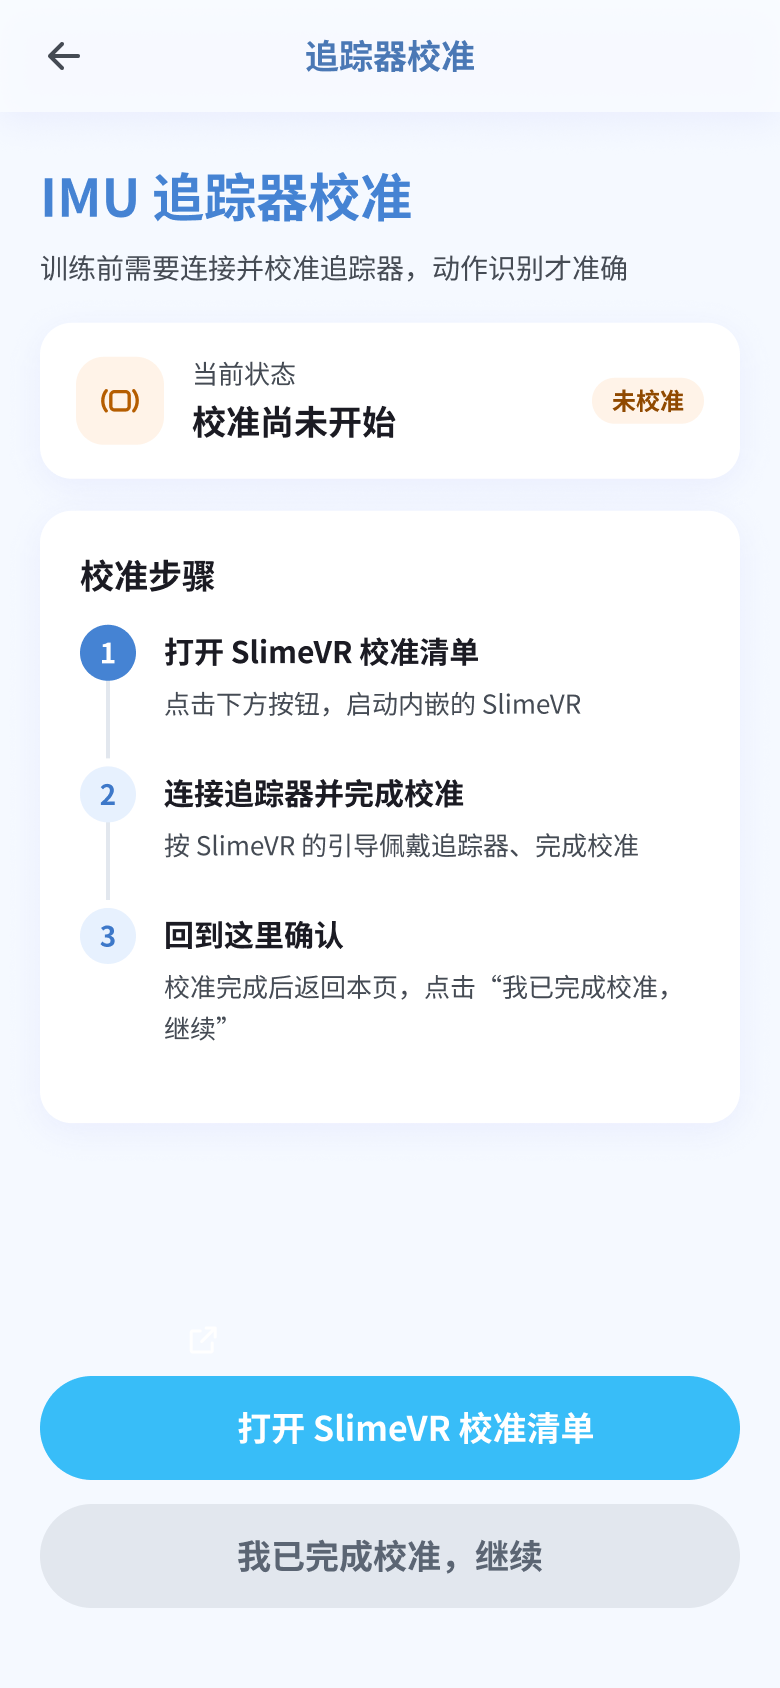 追踪器校准
IMU 追踪器校准
训练前需要连接并校准追踪器，动作识别才准确
当前状态
校准尚未开始
未校准
校准步骤
1
打开 SlimeVR 校准清单
点击下方按钮，启动内嵌的 SlimeVR
2
连接追踪器并完成校准
按 SlimeVR 的引导佩戴追踪器、完成校准
3
回到这里确认
校准完成后返回本页，点击“我已完成校准，
继续”
打开 SlimeVR 校准清单
我已完成校准，继续